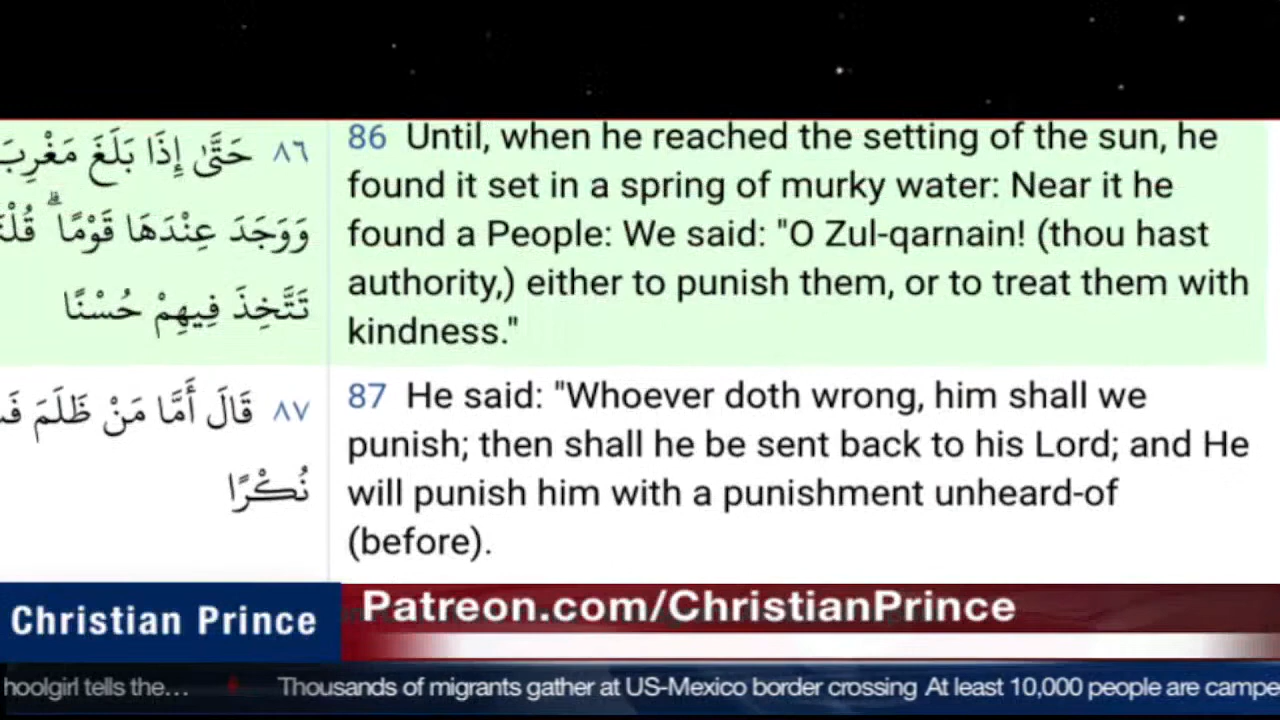 ٨٦ حَتَّىٰ إِذَا بَلَغَ مَغْرِبَ
وَوَجَدَ عِنْدَهَا قَوْمًا ۗ
تَتَّخِذَ فِيهِمْ حُسْنًا
86 Until, when he reached the setting of the sun, he
found it set in a spring of murky water: Near it he
found a People: We said: "O Zul-qarnain! (thou hast
authority,) either to punish them, or to treat them with
kindness."
٨٧ قَالَ أَمَّا مَنْ ظَلَمَ
نُكْرًا
87 He said: "Whoever doth wrong, him shall we
punish; then shall he be sent back to his Lord; and He
will punish him with a punishment unheard-of
(before).
Christian Prince
Patreon.com/ChristianPrince
hoolgirl tells the... Thousands of migrants gather at US-Mexico border crossing At least 10,000 people are campe